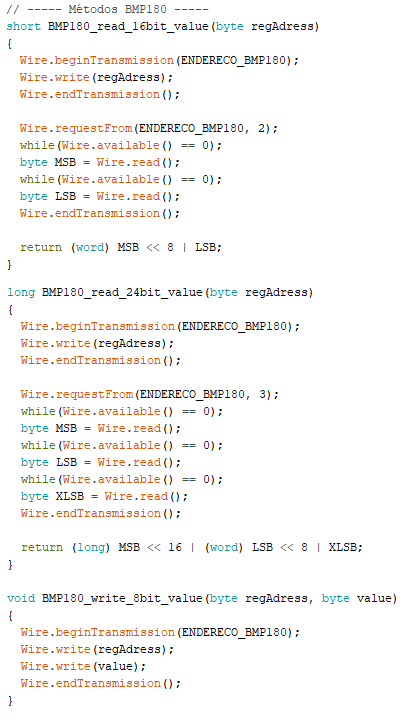 // ----- Métodos BMP180 -----
short BMP180_read_16bit_value(byte regAdress)
{
  Wire.beginTransmission(ENDERECO_BMP180);
  Wire.write(regAdress);
  Wire.endTransmission();

  Wire.requestFrom(ENDERECO_BMP180, 2);
  while(Wire.available() == 0);
  byte MSB = Wire.read();
  while(Wire.available() == 0);
  byte LSB = Wire.read();
  Wire.endTransmission();

  return (word) MSB << 8 | LSB;
}

long BMP180_read_24bit_value(byte regAdress)
{
  Wire.beginTransmission(ENDERECO_BMP180);
  Wire.write(regAdress);
  Wire.endTransmission();

  Wire.requestFrom(ENDERECO_BMP180, 3);
  while(Wire.available() == 0);
  byte MSB = Wire.read();
  while(Wire.available() == 0);
  byte LSB = Wire.read();
  while(Wire.available() == 0);
  byte XLSB = Wire.read();
  Wire.endTransmission();

  return (long) MSB << 16 | (word) LSB << 8 | XLSB;
}

void BMP180_write_8bit_value(byte regAdress, byte value)
{
  Wire.beginTransmission(ENDERECO_BMP180);
  Wire.write(regAdress);
  Wire.write(value);
  Wire.endTransmission();
}